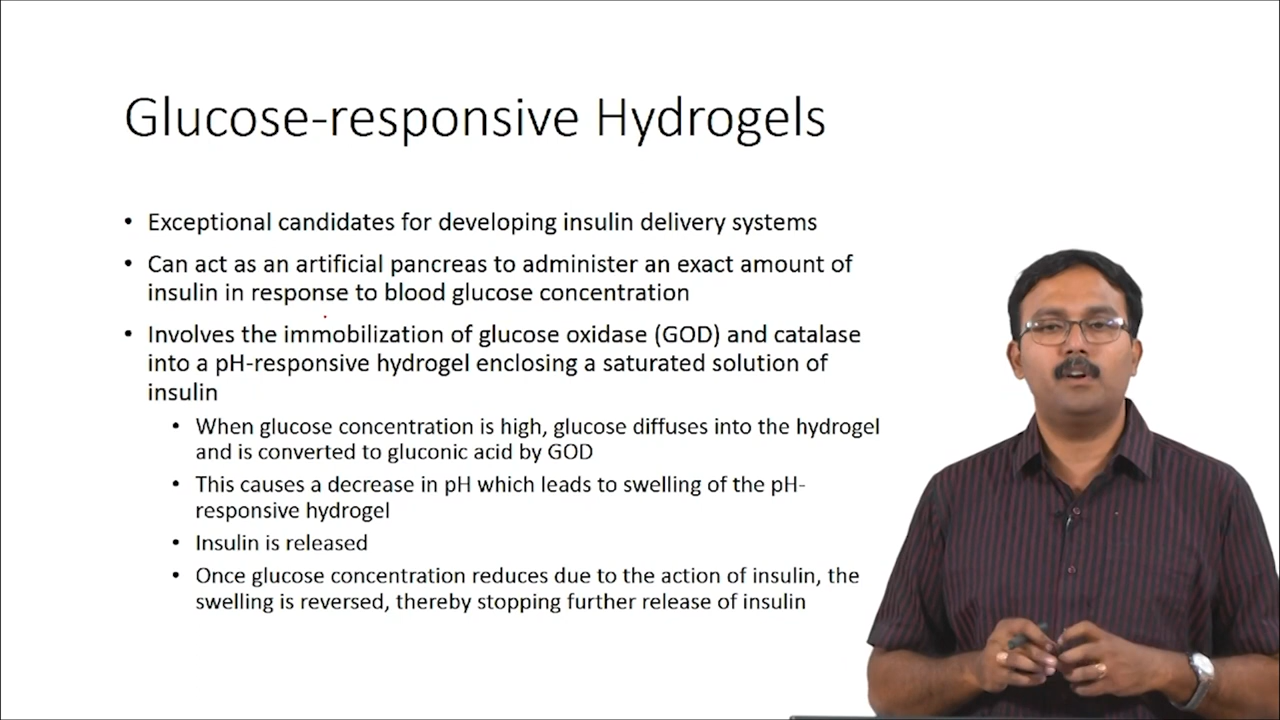 Glucose-responsive Hydrogels
• Exceptional candidates for developing insulin delivery systems
• Can act as an artificial pancreas to administer an exact amount of
insulin in response to blood glucose concentration
• Involves the immobilization of glucose oxidase (GOD) and catalase
into a pH-responsive hydrogel enclosing a saturated solution of
insulin
• When glucose concentration is high, glucose diffuses into the hydrogel
and is converted to gluconic acid by GOD
• This causes a decrease in pH which leads to swelling of the pH-
responsive hydrogel
• Insulin is released
• Once glucose concentration reduces due to the action of insulin, the
swelling is reversed, thereby stopping further release of insulin